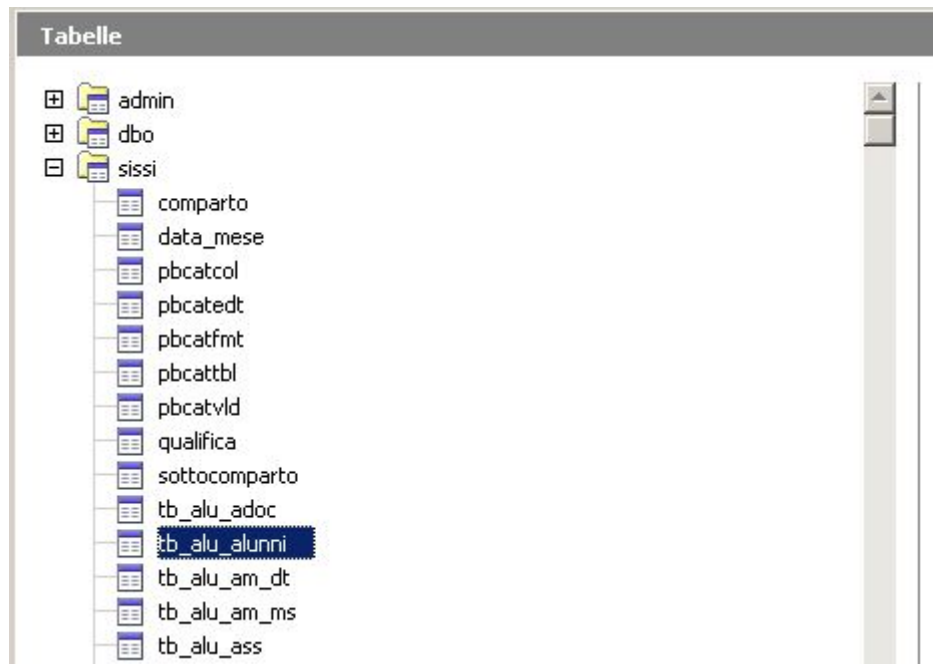 Tabelle
admin
dbo
sissi
comparto
data_mese
pbcatcol
pbcatedt
pbcatfmt
pbcattbl
pbcatvld
qualifica
sottocomparto
tb_alu_adoc
tb_alu_alunni
tb_alu_am_dt
tb_alu_am_ms
tb_alu_ass